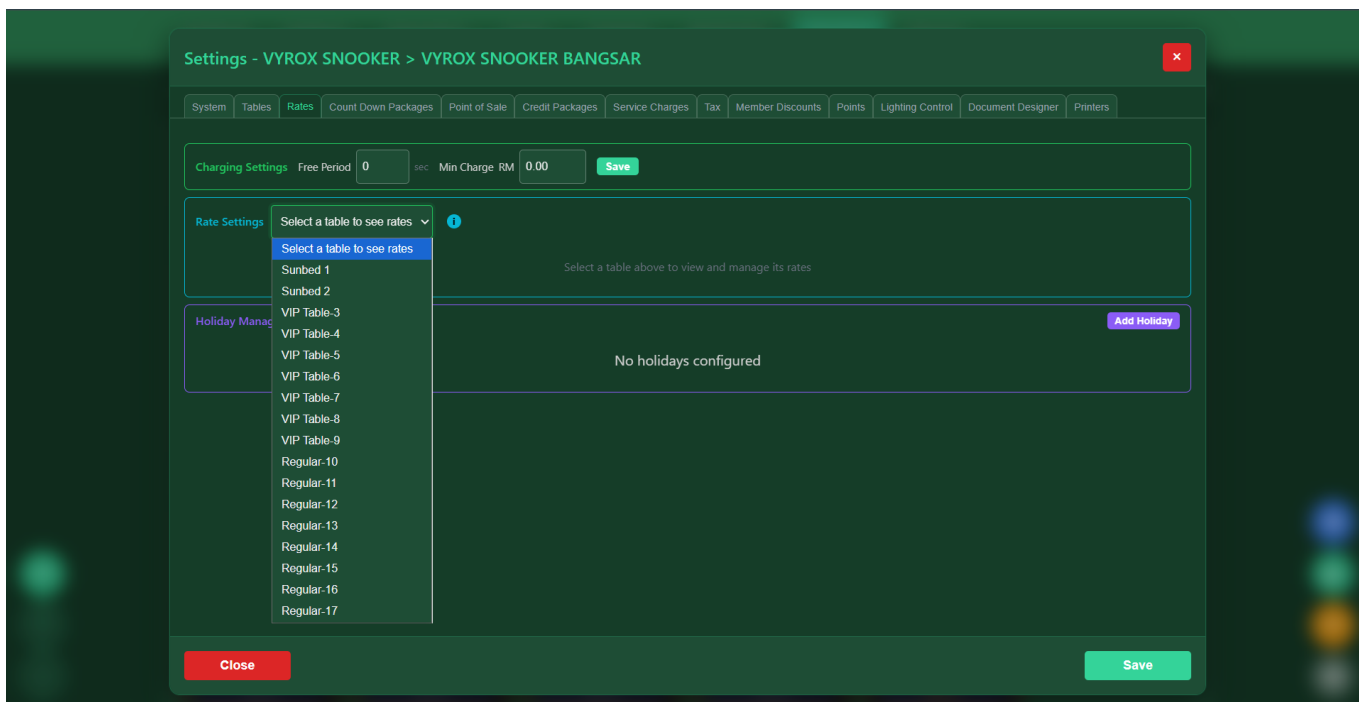 Settings - VYROX SNOOKER > VYROX SNOOKER BANGSAR
×
System Tables Rates Count Down Packages Point of Sale Credit Packages Service Charges Tax Member Discounts Points Lighting Control Document Designer Printers
Charging Settings Free Period 0 sec Min Charge RM 0.00 Save
Rate Settings Select a table to see rates i
Select a table to see rates
Sunbed 1
Select a table above to view and manage its rates
Sunbed 2
VIP Table-3
Holiday Manag
Add Holiday
VIP Table-4
VIP Table-5
No holidays configured
VIP Table-6
VIP Table-7
VIP Table-8
VIP Table-9
Regular-10
Regular-11
Regular-12
Regular-13
Regular-14
Regular-15
Regular-16
Regular-17
Close
Save